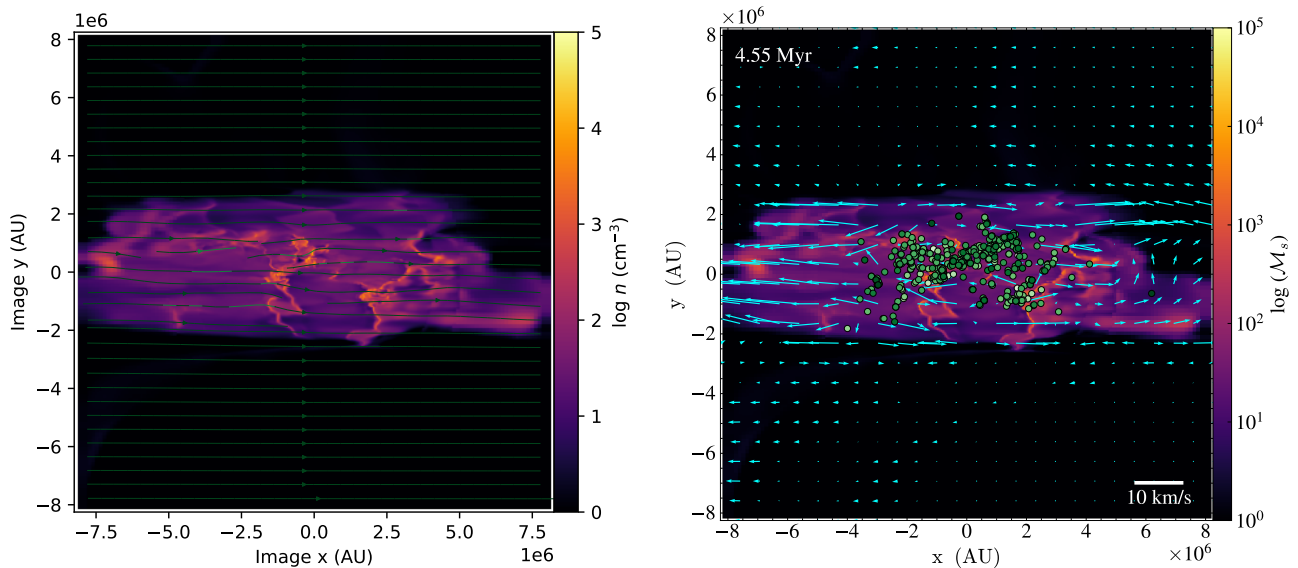 1e6
8
6
4
2
0
−2
−4
−6
−8
Image y (AU)
−7.5 −5.0 −2.5 0.0 2.5 5.0 7.5
Image x (AU)
1e6
5
4
3
2
1
0
log n (cm⁻³)
×10⁶
4.55 Myr
8
6
4
2
0
−2
−4
−6
−8
y (AU)
10 km/s
−8 −6 −4 −2 0 2 4 6 8
x (AU)
×10⁶
10⁵
10⁴
10³
10²
10¹
10⁰
log (ℳₛ)